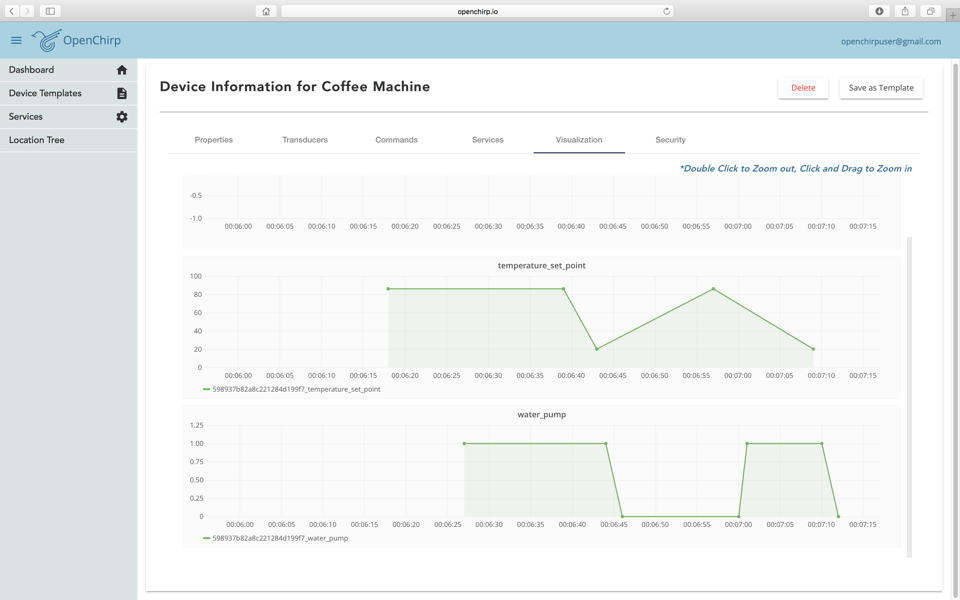 openchirp.io
OpenChirp
openchirpuser@gmail.com
Dashboard
Device Templates
Services
Location Tree
Device Information for Coffee Machine
Delete
Save as Template
Properties Transducers Commands Services Visualization Security
*Double Click to Zoom out, Click and Drag to Zoom in
-0.5
-1.0
00:06:00 00:06:05 00:06:10 00:06:15 00:06:20 00:06:25 00:06:30 00:06:35 00:06:40 00:06:45 00:06:50 00:06:55 00:07:00 00:07:05 00:07:10 00:07:15
temperature_set_point
100
80
60
40
20
0
00:06:00 00:06:05 00:06:10 00:06:15 00:06:20 00:06:25 00:06:30 00:06:35 00:06:40 00:06:45 00:06:50 00:06:55 00:07:00 00:07:05 00:07:10 00:07:15
598937b82a8c221284d199f7_temperature_set_point
water_pump
1.25
1.00
0.75
0.50
0.25
0
00:06:00 00:06:05 00:06:10 00:06:15 00:06:20 00:06:25 00:06:30 00:06:35 00:06:40 00:06:45 00:06:50 00:06:55 00:07:00 00:07:05 00:07:10 00:07:15
598937b82a8c221284d199f7_water_pump